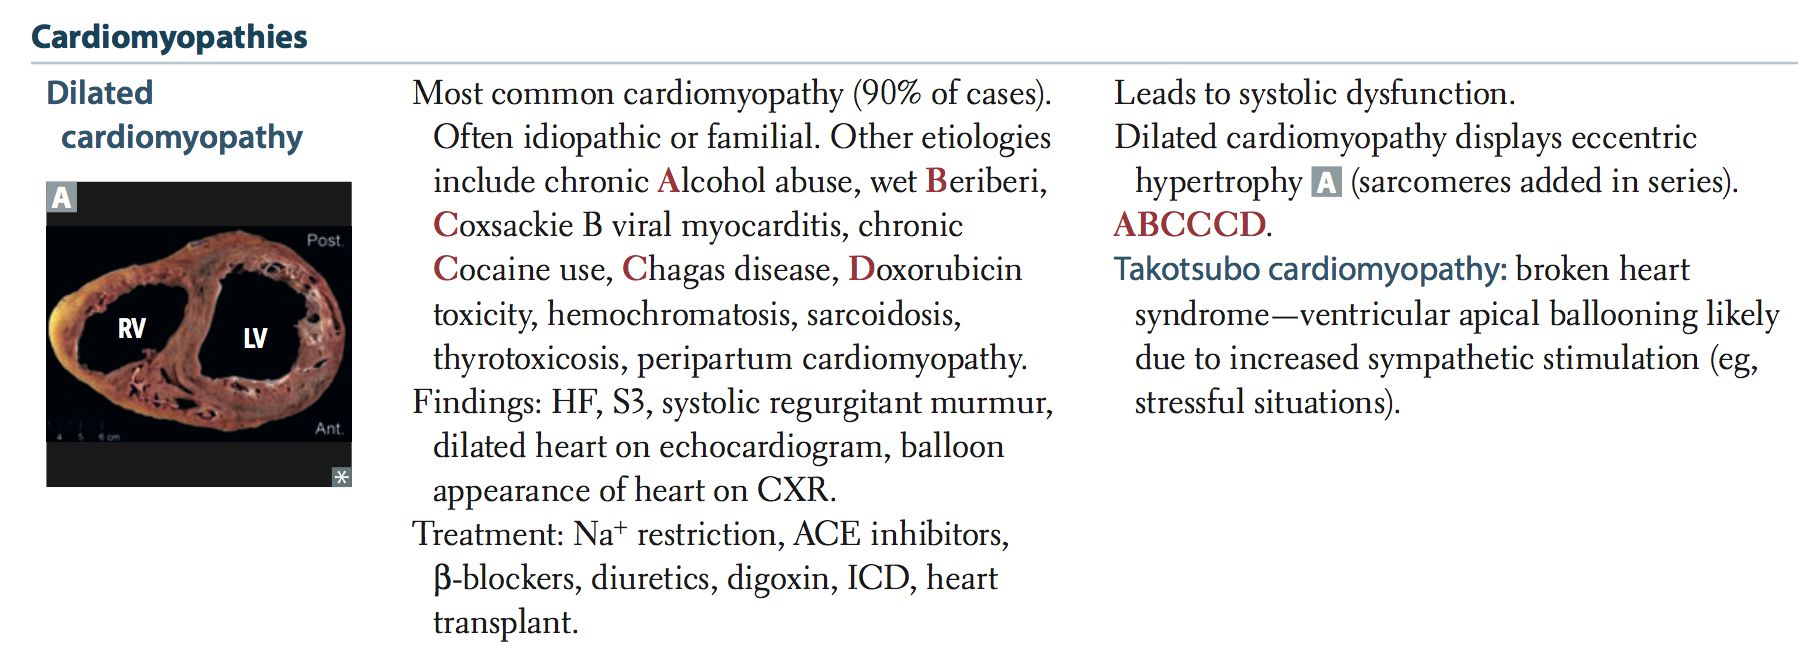 Cardiomyopathies
Dilated
cardiomyopathy
A
Post.
RV
LV
4 5 6 cm
Ant.
*
Most common cardiomyopathy (90% of cases).
Often idiopathic or familial. Other etiologies
include chronic Alcohol abuse, wet Beriberi,
Coxsackie B viral myocarditis, chronic
Cocaine use, Chagas disease, Doxorubicin
toxicity, hemochromatosis, sarcoidosis,
thyrotoxicosis, peripartum cardiomyopathy.
Findings: HF, S3, systolic regurgitant murmur,
dilated heart on echocardiogram, balloon
appearance of heart on CXR.
Treatment: Na⁺ restriction, ACE inhibitors,
β-blockers, diuretics, digoxin, ICD, heart
transplant.
Leads to systolic dysfunction.
Dilated cardiomyopathy displays eccentric
hypertrophy A (sarcomeres added in series).
ABCCCD.
Takotsubo cardiomyopathy: broken heart
syndrome—ventricular apical ballooning likely
due to increased sympathetic stimulation (eg,
stressful situations).